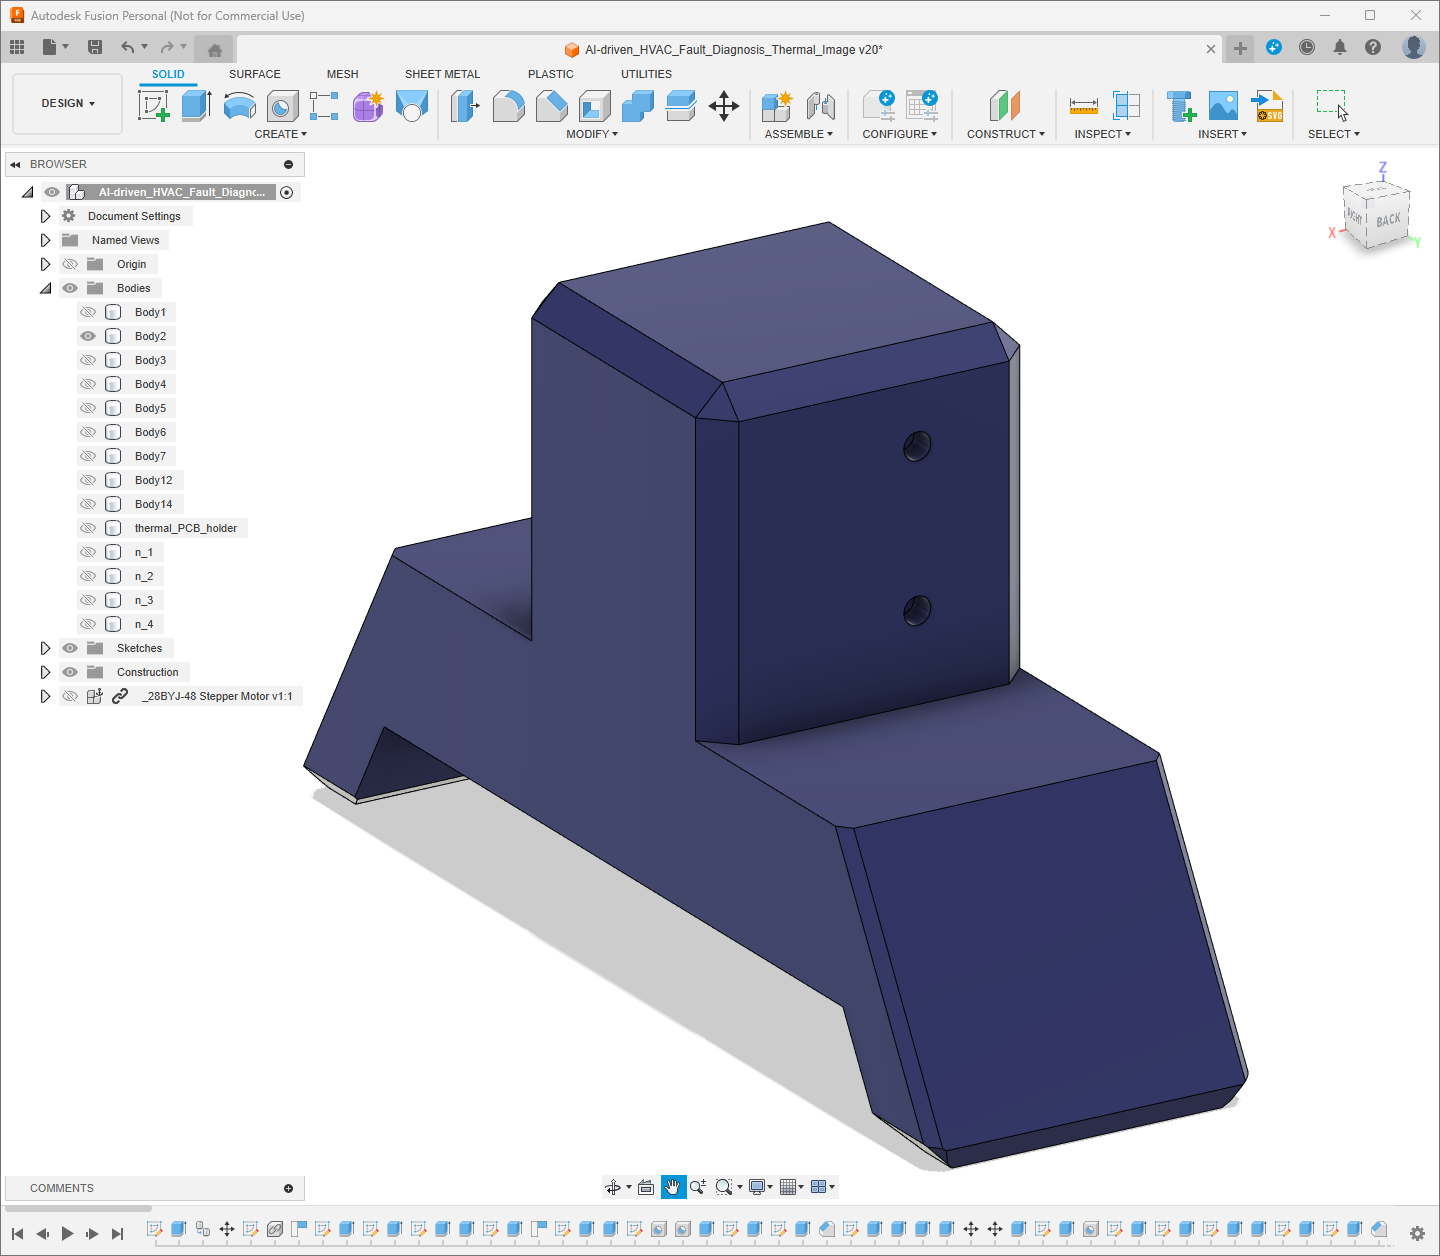 Autodesk Fusion Personal (Not for Commercial Use)
AI-driven_HVAC_Fault_Diagnosis_Thermal_Image v20*
SOLID SURFACE MESH SHEET METAL PLASTIC UTILITIES
DESIGN
CREATE MODIFY ASSEMBLE CONFIGURE CONSTRUCT INSPECT INSERT SELECT
SVG
BROWSER
AI-driven_HVAC_Fault_Diagnc...
Document Settings
Named Views
Origin
Bodies
Body1
Body2
Body3
Body4
Body5
Body6
Body7
Body12
Body14
thermal_PCB_holder
n_1
n_2
n_3
n_4
Sketches
Construction
_28BYJ-48 Stepper Motor v1:1
Z
RIGHT BACK
X
Y
COMMENTS